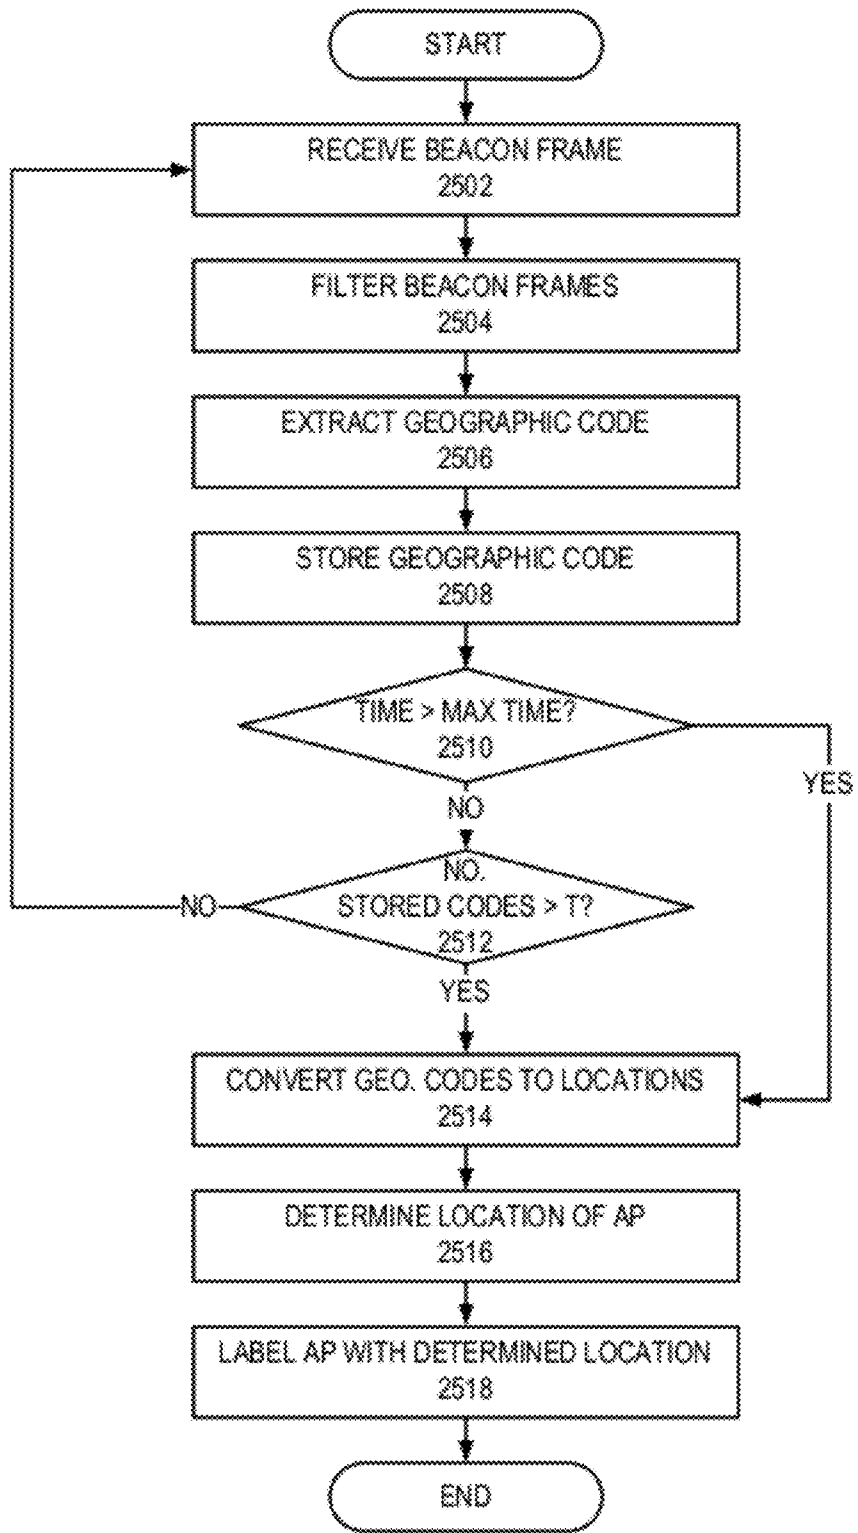 START
RECEIVE BEACON FRAME
2502
FILTER BEACON FRAMES
2504
EXTRACT GEOGRAPHIC CODE
2506
STORE GEOGRAPHIC CODE
2508
TIME > MAX TIME?
2510
YES
NO
NO.
STORED CODES > T?
NO
2512
YES
CONVERT GEO. CODES TO LOCATIONS
2514
DETERMINE LOCATION OF AP
2516
LABEL AP WITH DETERMINED LOCATION
2518
END